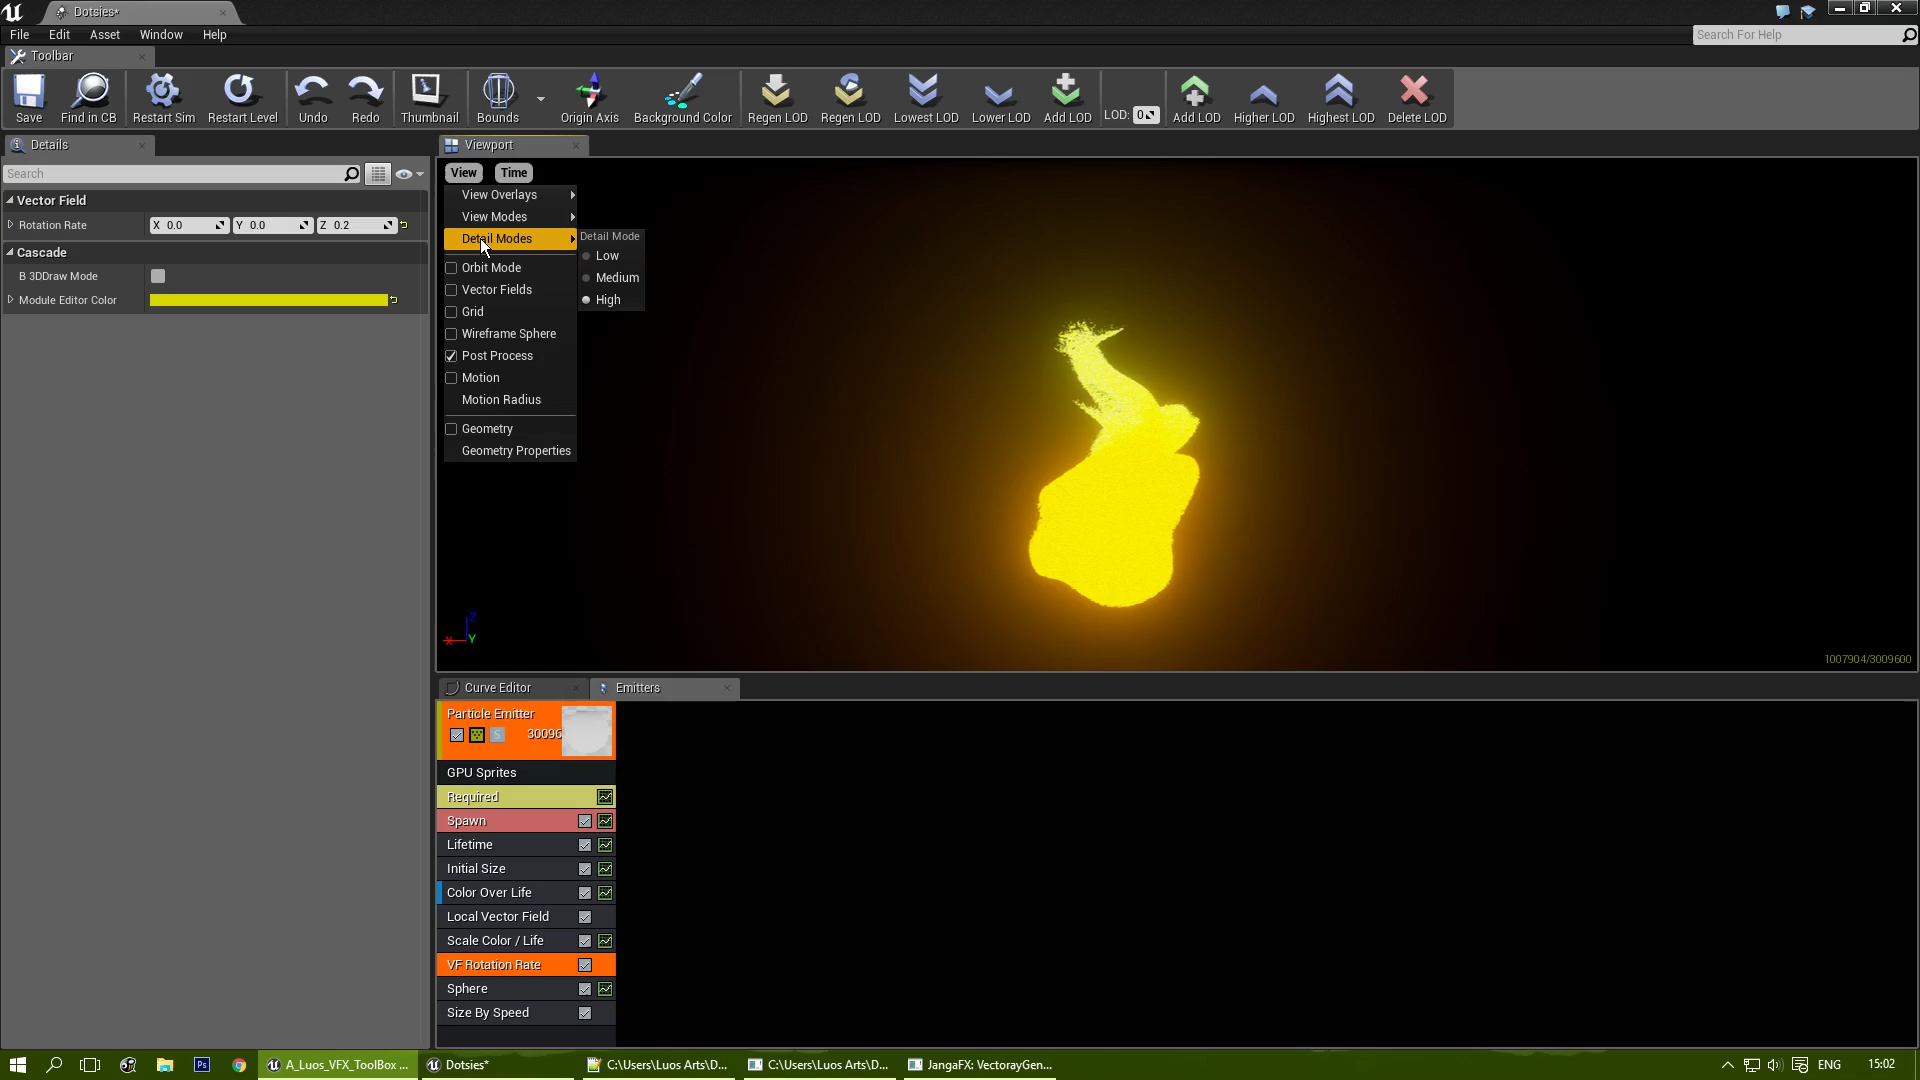 Dotsies*
File Edit Asset Window Help
Search For Help
Toolbar
Save Find in CB Restart Sim Restart Level Undo Redo Thumbnail Bounds Origin Axis Background Color Regen LOD Regen LOD Lowest LOD Lower LOD Add LOD LOD: 0 Add LOD Higher LOD Highest LOD Delete LOD
Details
Search
Vector Field
Rotation Rate X 0.0 Y 0.0 Z 0.2
Cascade
B 3DDraw Mode
Module Editor Color
Viewport
View Time
View Overlays
View Modes
Detail Modes
Orbit Mode
Vector Fields
Grid
Wireframe Sphere
Post Process
Motion
Motion Radius
Geometry
Geometry Properties
Detail Mode
Low
Medium
High
Z
X Y
1007904/3009600
Curve Editor Emitters
Particle Emitter
S 30096
GPU Sprites
Required
Spawn
Lifetime
Initial Size
Color Over Life
Local Vector Field
Scale Color / Life
VF Rotation Rate
Sphere
Size By Speed
Ps A_Luos_VFX_ToolBox ... Dotsies* C:\Users\Luos Arts\D... C:\Users\Luos Arts\D... JangaFX: VectorayGen... ENG 15:02